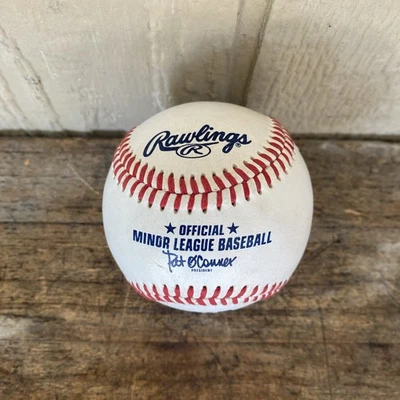 Rawlings®
R
★ OFFICIAL ★
MINOR LEAGUE BASEBALL
Pat O'Conner
PRESIDENT